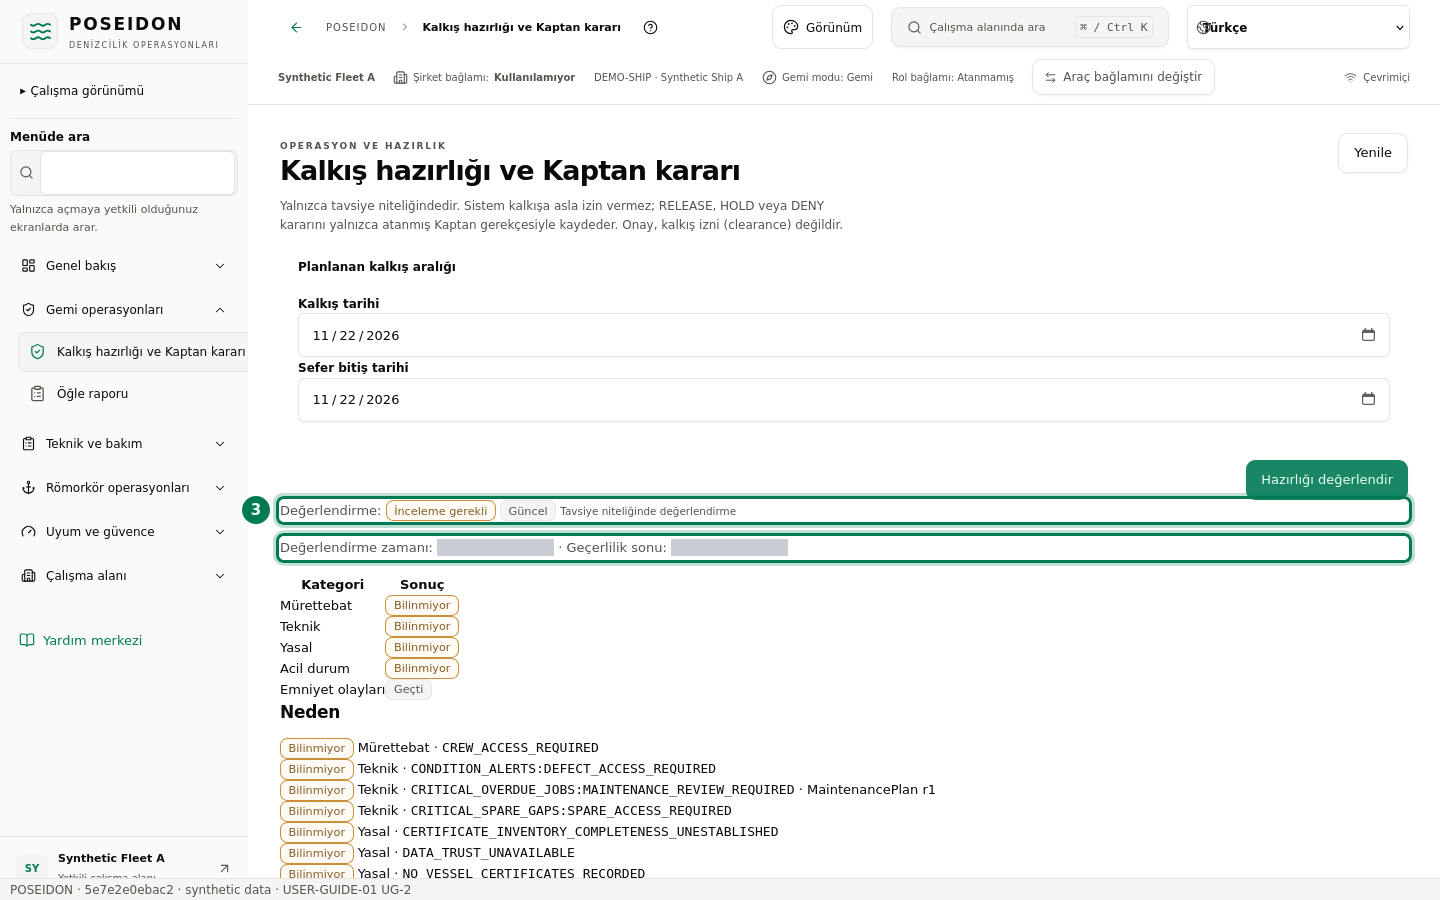 POSEIDON
DENİZCİLİK OPERASYONLARI
▸ Çalışma görünümü
Menüde ara
Yalnızca açmaya yetkili olduğunuz
ekranlarda arar.
Genel bakış
Gemi operasyonları
Kalkış hazırlığı ve Kaptan kararı
Öğle raporu
Teknik ve bakım
Römorkör operasyonları
Uyum ve güvence
Çalışma alanı
Yardım merkezi
SY
Synthetic Fleet A
Yetkili çalışma alanı
POSEIDON
Kalkış hazırlığı ve Kaptan kararı
Görünüm
Çalışma alanında ara
⌘ / Ctrl K
Türkçe
Synthetic Fleet A
Şirket bağlamı: Kullanılamıyor
DEMO-SHIP · Synthetic Ship A
Gemi modu: Gemi
Rol bağlamı: Atanmamış
Araç bağlamını değiştir
Çevrimiçi
OPERASYON VE HAZIRLIK
Kalkış hazırlığı ve Kaptan kararı
Yenile
Yalnızca tavsiye niteliğindedir. Sistem kalkışa asla izin vermez; RELEASE, HOLD veya DENY
kararını yalnızca atanmış Kaptan gerekçesiyle kaydeder. Onay, kalkış izni (clearance) değildir.
Planlanan kalkış aralığı
Kalkış tarihi
11/22/2026
Sefer bitiş tarihi
11/22/2026
Hazırlığı değerlendir
3
Değerlendirme: İnceleme gerekli Güncel Tavsiye niteliğinde değerlendirme
Değerlendirme zamanı: · Geçerlilik sonu:
Kategori Sonuç
Mürettebat Bilinmiyor
Teknik Bilinmiyor
Yasal Bilinmiyor
Acil durum Bilinmiyor
Emniyet olayları Geçti
Neden
Bilinmiyor Mürettebat · CREW_ACCESS_REQUIRED
Bilinmiyor Teknik · CONDITION_ALERTS:DEFECT_ACCESS_REQUIRED
Bilinmiyor Teknik · CRITICAL_OVERDUE_JOBS:MAINTENANCE_REVIEW_REQUIRED · MaintenancePlan r1
Bilinmiyor Teknik · CRITICAL_SPARE_GAPS:SPARE_ACCESS_REQUIRED
Bilinmiyor Yasal · CERTIFICATE_INVENTORY_COMPLETENESS_UNESTABLISHED
Bilinmiyor Yasal · DATA_TRUST_UNAVAILABLE
Bilinmiyor Yasal · NO_VESSEL_CERTIFICATES_RECORDED
POSEIDON · 5e7e2e0ebac2 · synthetic data · USER-GUIDE-01 UG-2